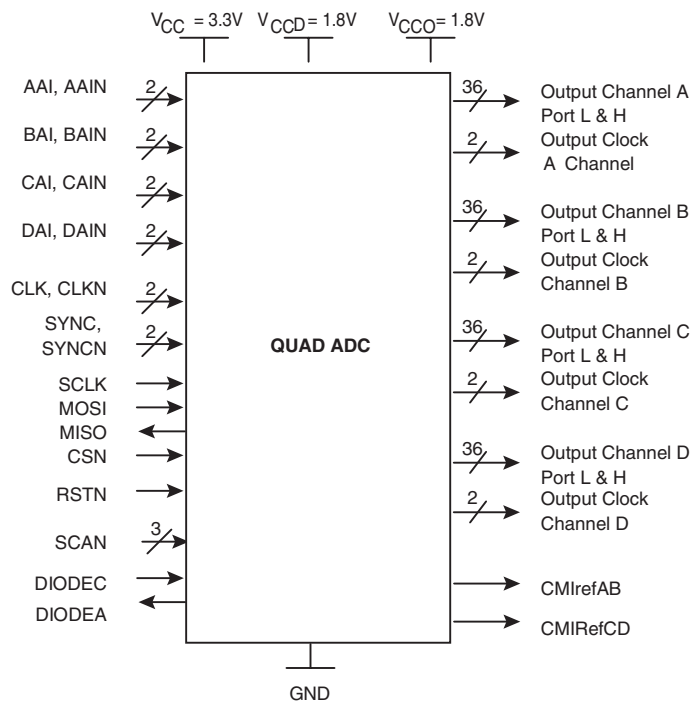 VCC = 3.3V VCCD = 1.8V VCCO = 1.8V
AAI, AAIN
2
BAI, BAIN
2
CAI, CAIN
2
DAI, DAIN
2
CLK, CLKN
2
SYNC,
SYNCN
2
SCLK
MOSI
MISO
CSN
RSTN
SCAN
3
DIODEC
DIODEA
QUAD ADC
36
Output Channel A
Port L & H
2
Output Clock
A Channel
36
Output Channel B
Port L & H
2
Output Clock
Channel B
36
Output Channel C
Port L & H
2
Output Clock
Channel C
36
Output Channel D
Port L & H
2
Output Clock
Channel D
CMIrefAB
CMIRefCD
GND